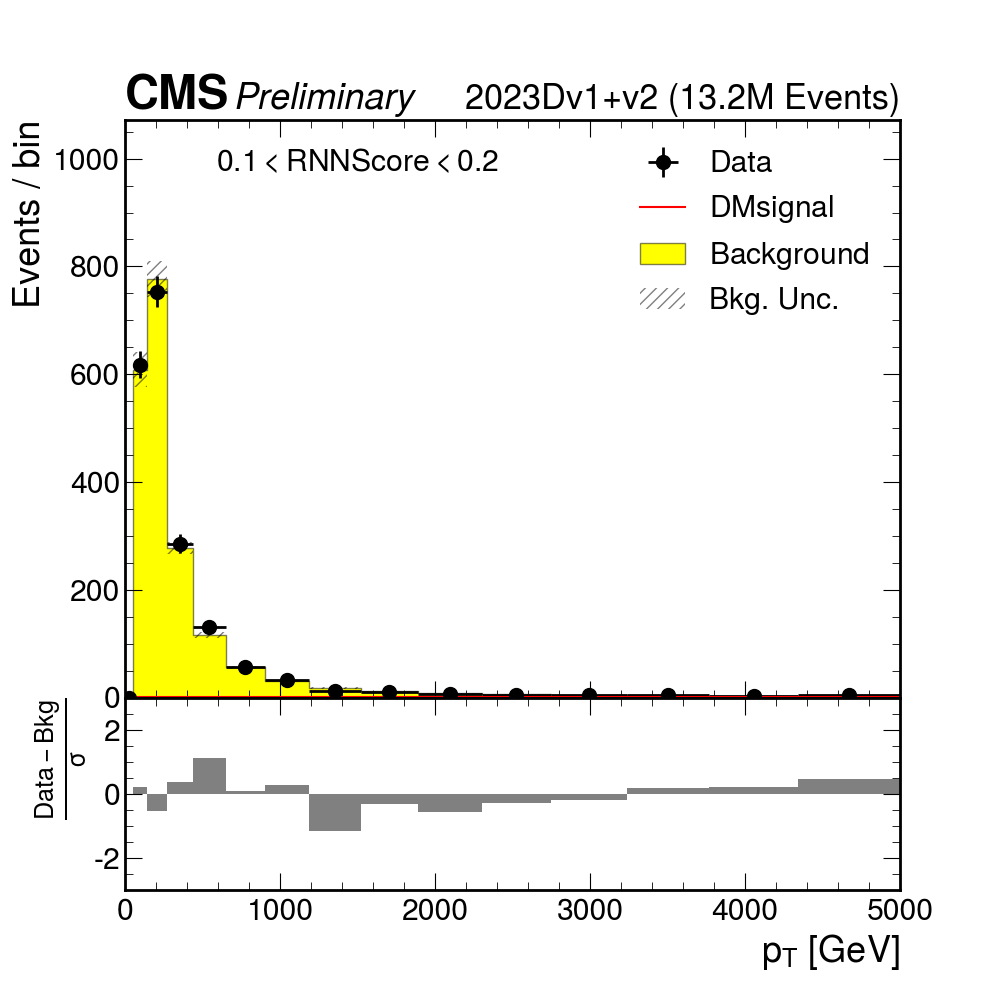 CMS Preliminary 2023Dv1+v2 (13.2M Events)
Events / bin
0.1 < RNNScore < 0.2
Data
DMsignal
Background
Bkg. Unc.
1000
800
600
400
200
0
Data – Bkg
σ
2
0
-2
0 1000 2000 3000 4000 5000
pT [GeV]